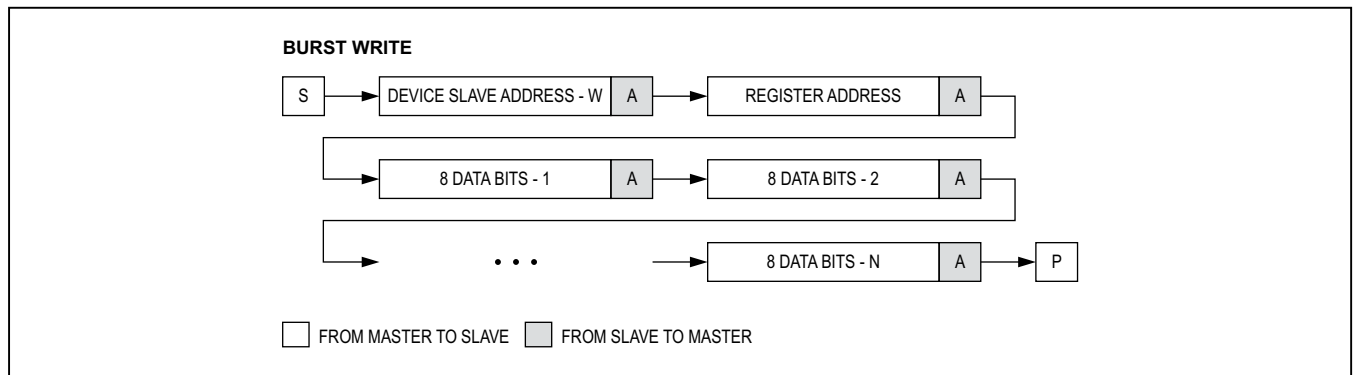 BURST WRITE
S DEVICE SLAVE ADDRESS - W A REGISTER ADDRESS A
8 DATA BITS - 1 A 8 DATA BITS - 2 A
• • • 8 DATA BITS - N A P
FROM MASTER TO SLAVE FROM SLAVE TO MASTER